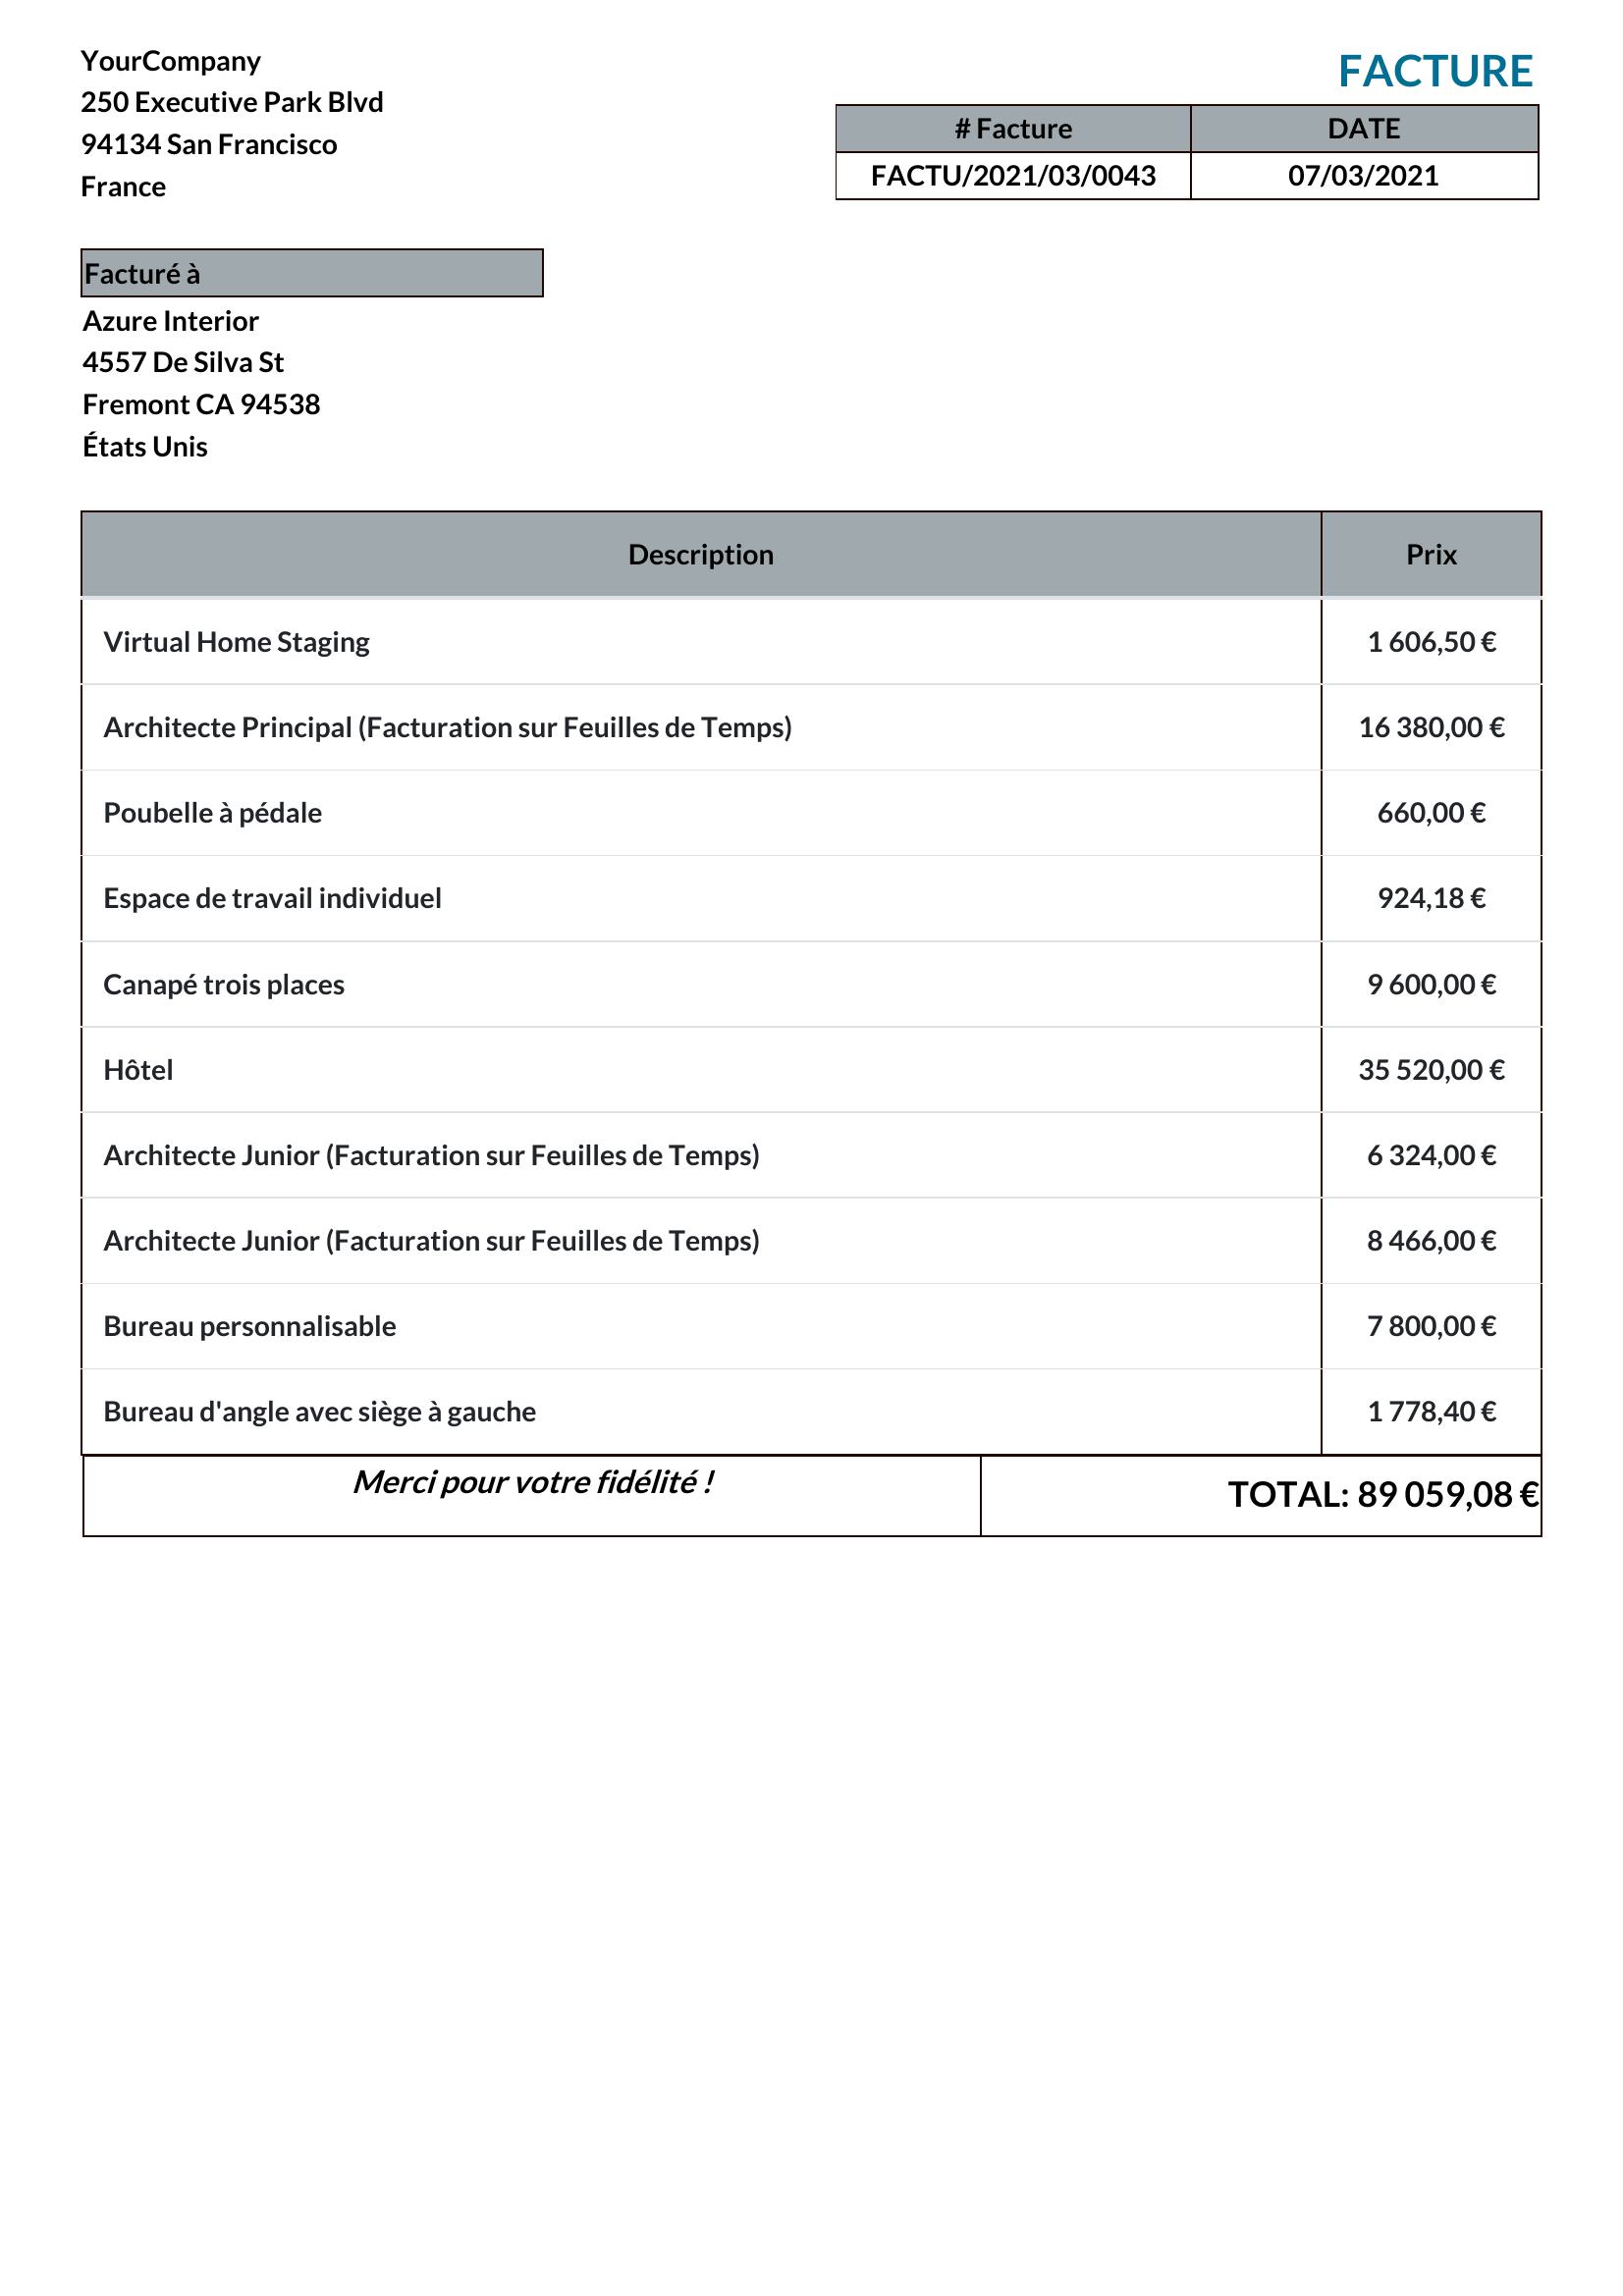 YourCompany
250 Executive Park Blvd
94134 San Francisco
France
FACTURE
# Facture DATE
FACTU/2021/03/0043 07/03/2021
Facturé à
Azure Interior
4557 De Silva St
Fremont CA 94538
États Unis
Description Prix
Virtual Home Staging 1 606,50 €
Architecte Principal (Facturation sur Feuilles de Temps) 16 380,00 €
Poubelle à pédale 660,00 €
Espace de travail individuel 924,18 €
Canapé trois places 9 600,00 €
Hôtel 35 520,00 €
Architecte Junior (Facturation sur Feuilles de Temps) 6 324,00 €
Architecte Junior (Facturation sur Feuilles de Temps) 8 466,00 €
Bureau personnalisable 7 800,00 €
Bureau d'angle avec siège à gauche 1 778,40 €
Merci pour votre fidélité ! TOTAL: 89 059,08 €